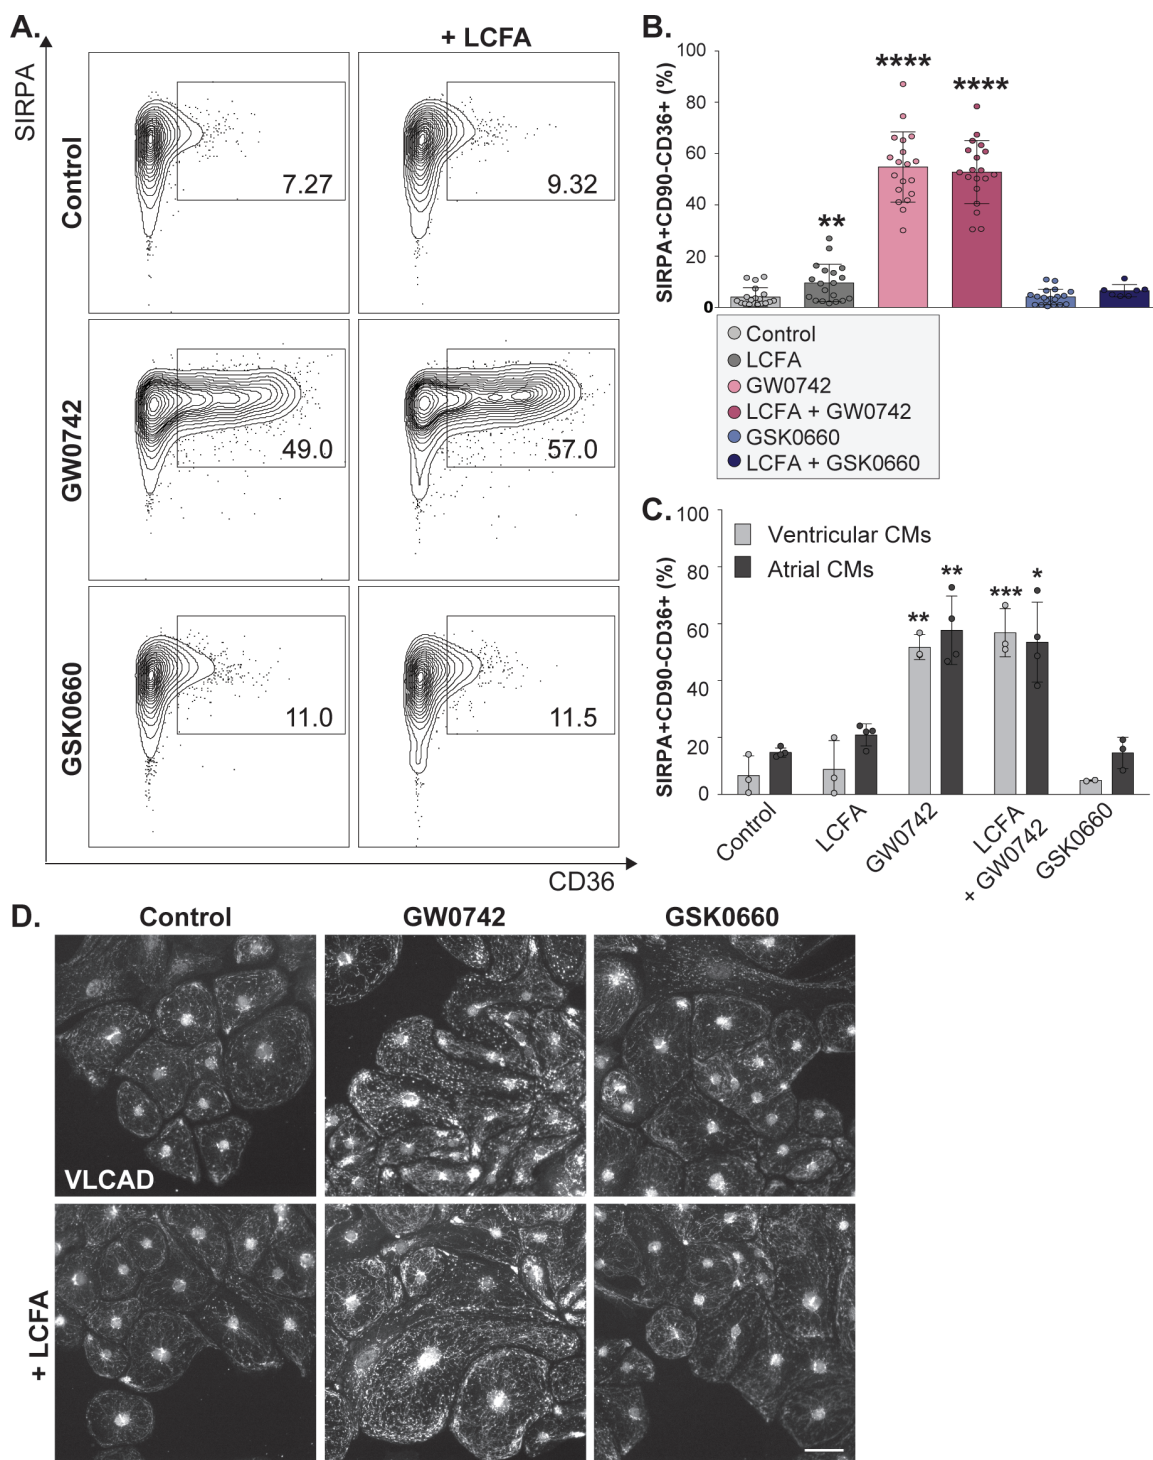 A.
+ LCFA
SIRPA
Control
7.27
9.32
GW0742
49.0
57.0
GSK0660
11.0
11.5
CD36
B.
SIRPA+CD90-CD36+ (%)
100
80
60
40
20
0
**
****
****
Control
LCFA
GW0742
LCFA + GW0742
GSK0660
LCFA + GSK0660
C.
SIRPA+CD90-CD36+ (%)
100
80
60
40
20
0
Ventricular CMs
Atrial CMs
**
**
***
*
Control
LCFA
GW0742
LCFA
+ GW0742
GSK0660
D.
Control
GW0742
GSK0660
VLCAD
+ LCFA